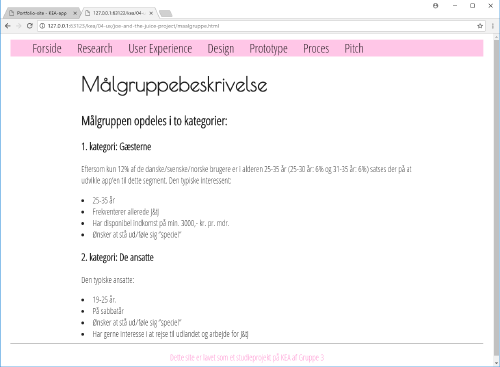 Portfolio-site - KEA-app
127.0.0.1:63123/kea/04-
127.0.0.1:63123/kea/04-ux/joe-and-the-juice-project/maalgruppe.html
Forside Research User Experience Design Prototype Proces Pitch
Målgruppebeskrivelse
Målgruppen opdeles i to kategorier:
1. kategori: Gæsterne
Eftersom kun 12% af de danske/svenske/norske brugere er i alderen 25-35 år (25-30 år: 6% og 31-35 år: 6%) satses der på at
udvikle app'en til dette segment. Den typiske interessent:
25-35 år
Frekventerer allerede J&J
Har disponibel indkomst på min. 3000,- kr. pr. mdr.
Ønsker at stå ud/føle sig "speciel"
2. kategori: De ansatte
Den typiske ansatte:
19-25 år.
På sabbatår
Ønsker at stå ud/føle sig "speciel"
Har gerne interesse i at rejse til udlandet og arbejde for J&J
Dette site er lavet som et studieprojekt på KEA af Gruppe 3